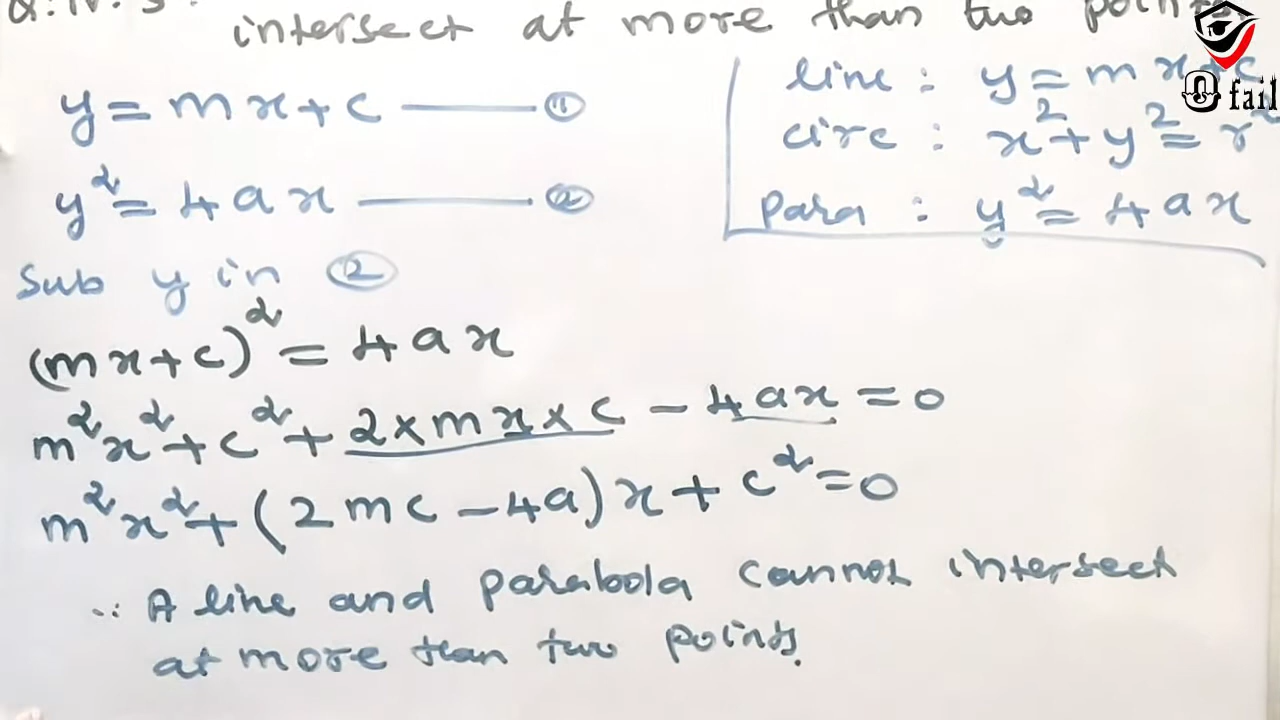 Q. IV. 3.
intersect at more than two points.
y = mx + c ——— ①
y² = 4ax ——— ②
Sub y in ②
(mx + c)² = 4ax
m²x² + c² + 2 × mx × c − 4ax = 0
m²x² + (2mc − 4a)x + c² = 0
∴ A line and parabola cannot intersect
at more than two points.
line : y = mx + c
circ : x² + y² = r²
para : y² = 4ax
0 fail